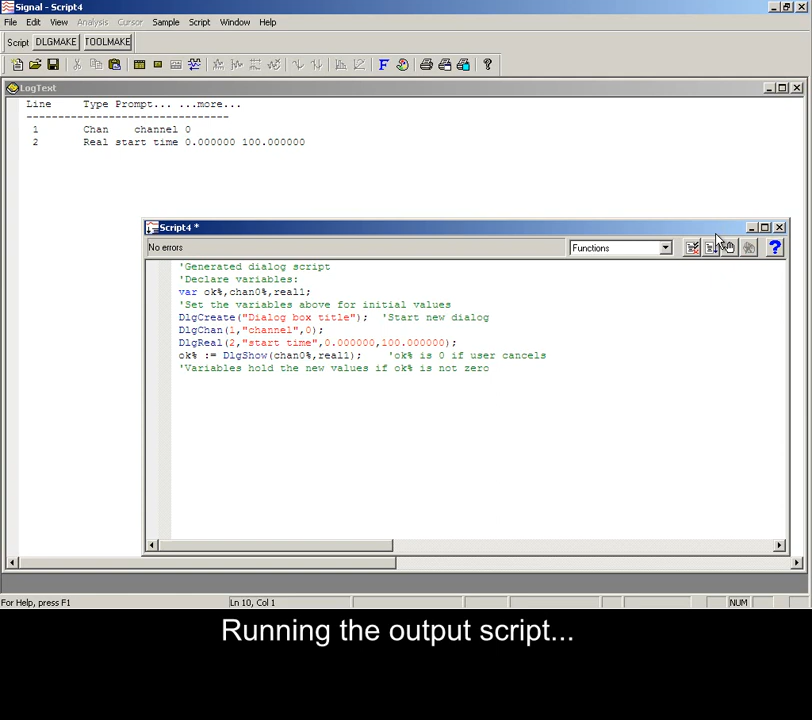 Signal - Script4
File Edit View Analysis Cursor Sample Script Window Help
Script DLGMAKE TOOLMAKE
LogText
Line Type Prompt... ...more...
-------------------------------
1 Chan channel 0
2 Real start time 0.000000 100.000000
Script4 *
No errors Functions
'Generated dialog script
'Declare variables:
var ok%,chan0%,real1;
'Set the variables above for initial values
DlgCreate("Dialog box title"); 'Start new dialog
DlgChan(1,"channel",0);
DlgReal(2,"start time",0.000000,100.000000);
ok% := DlgShow(chan0%,real1); 'ok% is 0 if user cancels
'Variables hold the new values if ok% is not zero
For Help, press F1 Ln 10, Col 1 NUM
Running the output script...